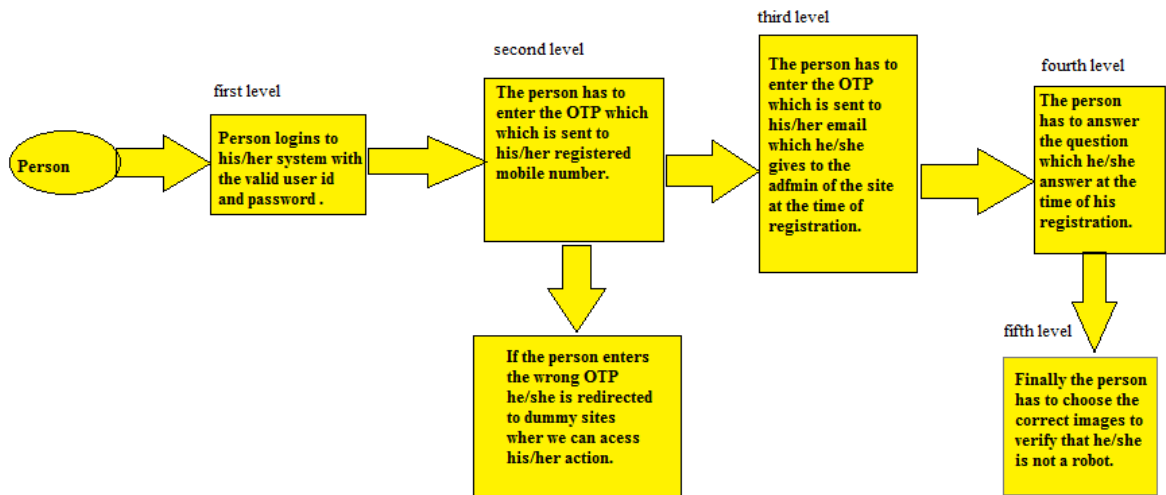 Person
first level
Person logins to
his/her system with
the valid user id
and password .
second level
The person has to
enter the OTP which
which is sent to
his/her registered
mobile number.
If the person enters
the wrong OTP
he/she is redirected
to dummy sites
wher we can acess
his/her action.
third level
The person has to
enter the OTP
which is sent to
his/her email
which he/she
gives to the
adfmin of the site
at the time of
registration.
fourth level
The person
has to answer
the question
which he/she
answer at the
time of his
registration.
fifth level
Finally the person
has to choose the
correct images to
verify that he/she
is not a robot.